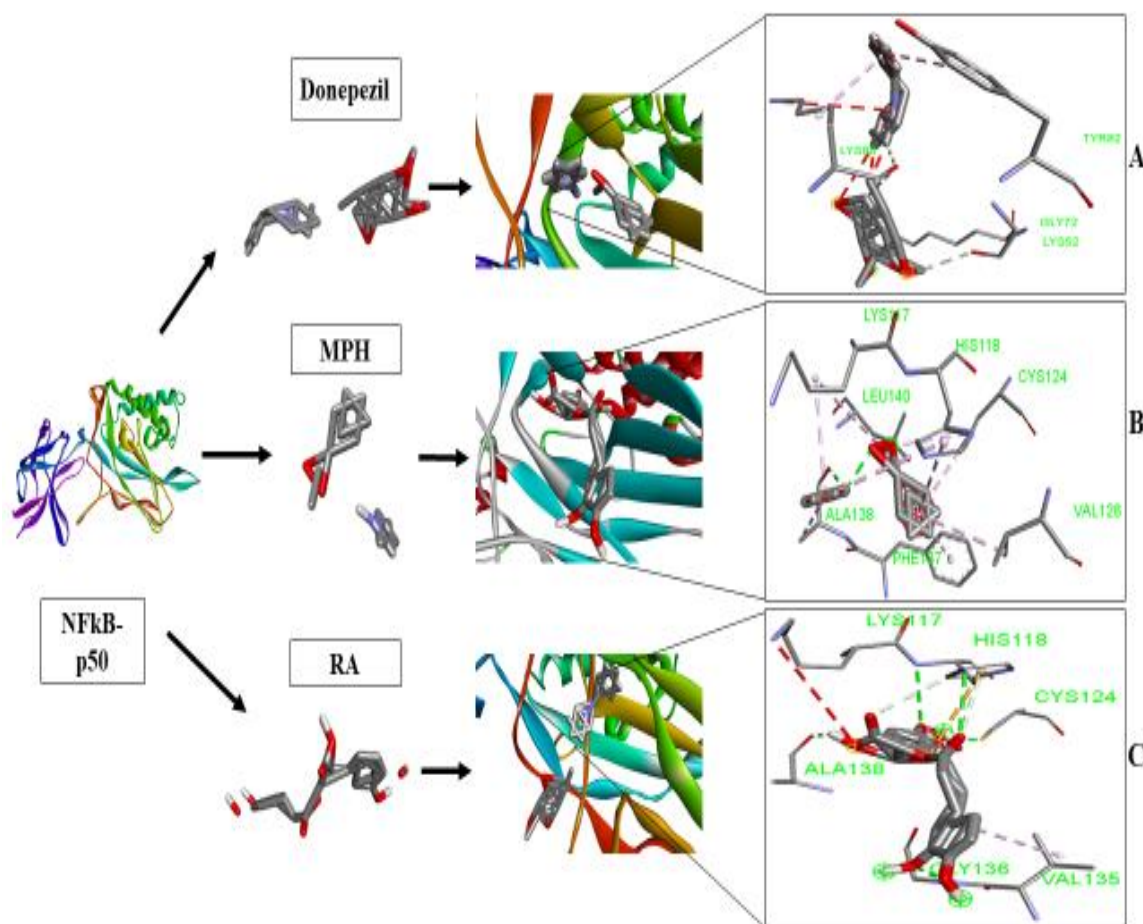 Donepezil
TYR82
GLY72
LYS52
A
MPH
LYS117
HIS118
CYS124
LEU140
ALA138
VAL126
B
NFkB-
p50
RA
LYS117
HIS118
CYS124
ALA138
GLY136
VAL135
C